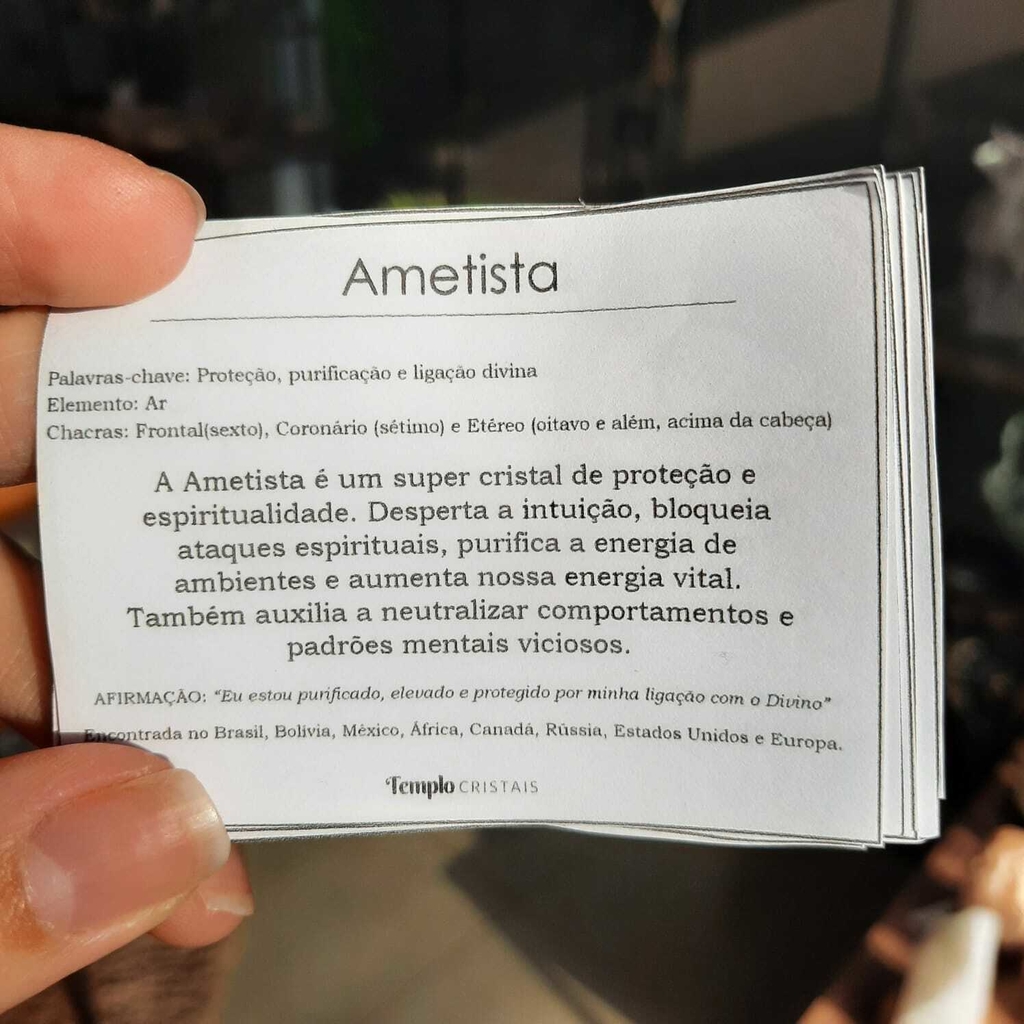 Ametista
Palavras-chave: Proteção, purificação e ligação divina
Elemento: Ar
Chacras: Frontal(sexto), Coronário (sétimo) e Etéreo (oitavo e além, acima da cabeça)
A Ametista é um super cristal de proteção e
espiritualidade. Desperta a intuição, bloqueia
ataques espirituais, purifica a energia de
ambientes e aumenta nossa energia vital.
Também auxilia a neutralizar comportamentos e
padrões mentais viciosos.
AFIRMAÇÃO: “Eu estou purificado, elevado e protegido por minha ligação com o Divino”
Encontrada no Brasil, Bolívia, México, África, Canadá, Rússia, Estados Unidos e Europa.
Templo CRISTAIS